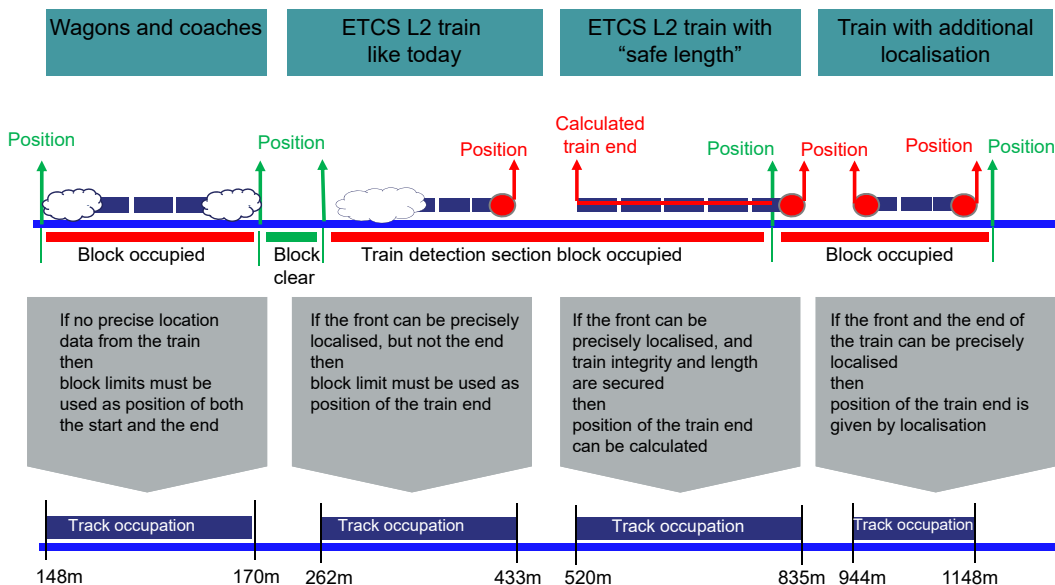 Wagons and coaches
ETCS L2 train
like today
ETCS L2 train with
“safe length”
Train with additional
localisation
Position
Position
Position
Position
Calculated
train end
Position
Position
Position
Position
Block occupied
Block
clear
Train detection section block occupied
Block occupied
If no precise location
data from the train
then
block limits must be
used as position of both
the start and the end
If the front can be precisely
localised, but not the end
then
block limit must be used as
position of the train end
If the front can be
precisely localised, and
train integrity and length
are secured
then
position of the train end
can be calculated
If the front and the end of
the train can be precisely
localised
then
position of the train end is
given by localisation
Track occupation
Track occupation
Track occupation
Track occupation
148m
170m
262m
433m
520m
835m
944m
1148m